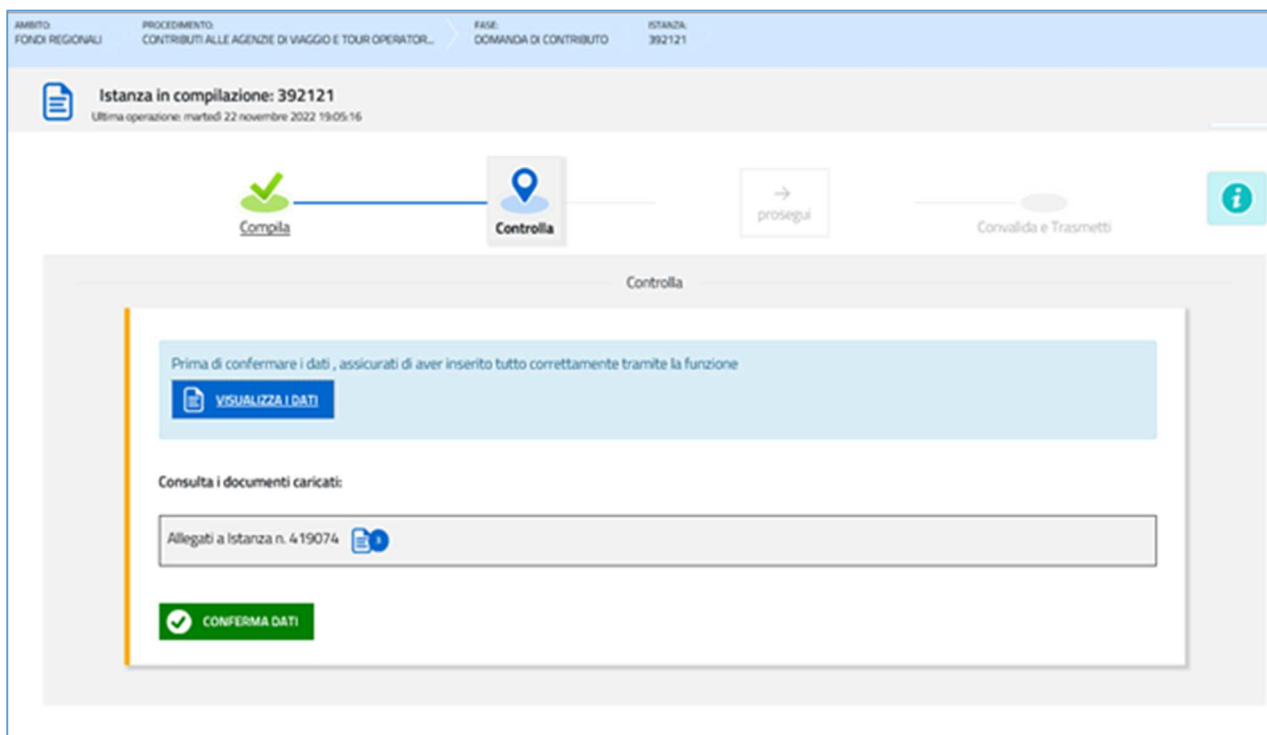 AMBITO: PROCEDIMENTO: FASE: ISTANZA:
FONDI REGIONALI CONTRIBUTI ALLE AGENZIE DI VIAGGIO E TOUR OPERATOR... DOMANDA DI CONTRIBUTO 392121
Istanza in compilazione: 392121
Ultima operazione: martedì 22 novembre 2022 19:05:16
Compila Controlla prosegui Convalida e Trasmetti
Controlla
Prima di confermare i dati , assicurati di aver inserito tutto correttamente tramite la funzione
VISUALIZZA I DATI
Consulta i documenti caricati:
Allegati a Istanza n. 419074
CONFERMA DATI